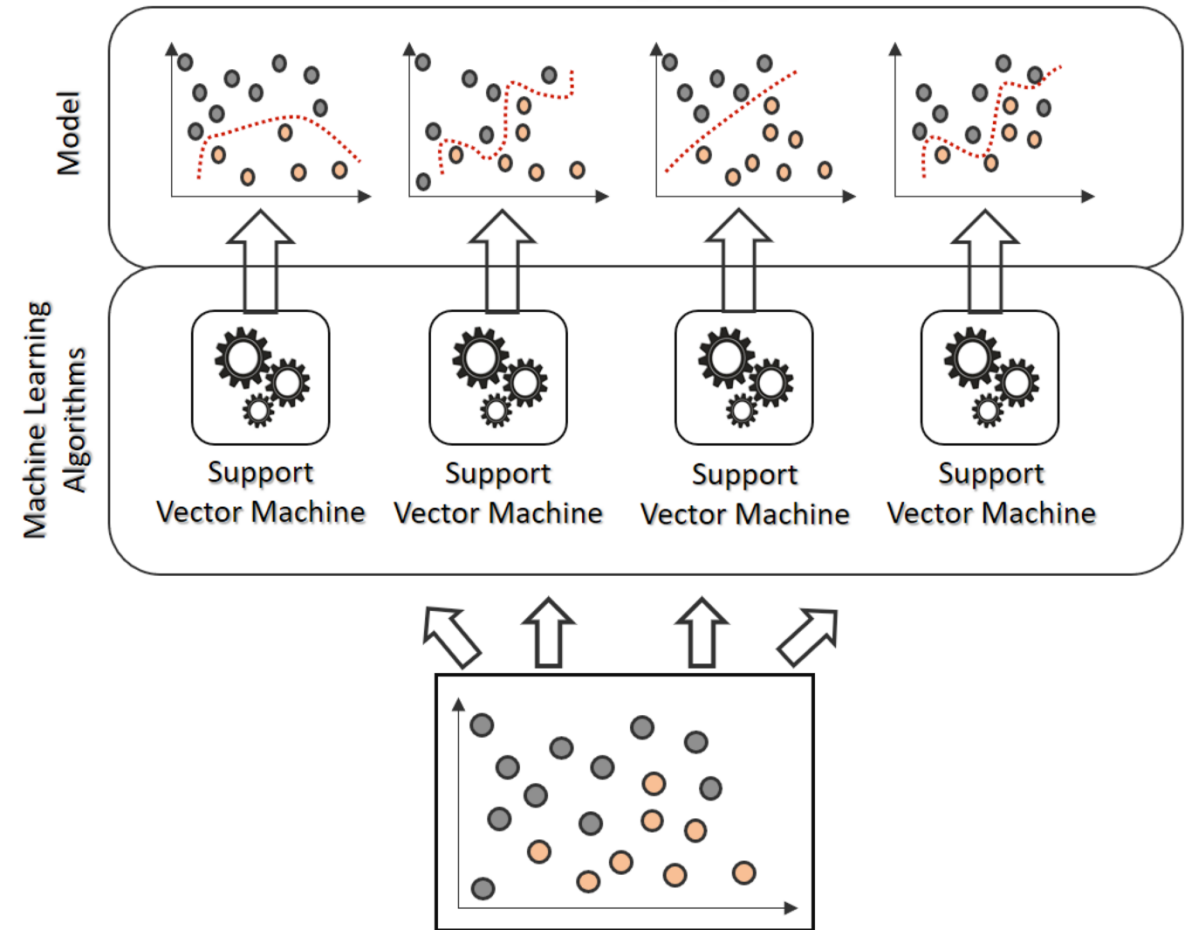 Model
Machine Learning
Algorithms
Support
Vector Machine
Support
Vector Machine
Support
Vector Machine
Support
Vector Machine